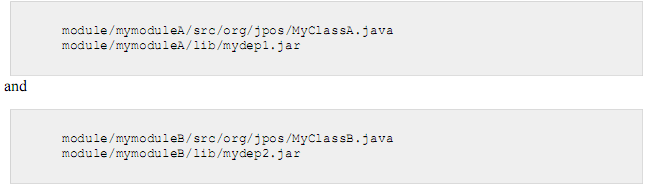 module/mymoduleA/src/org/jpos/MyClassA.java
module/mymoduleA/lib/mydep1.jar
and
module/mymoduleB/src/org/jpos/MyClassB.java
module/mymoduleB/lib/mydep2.jar